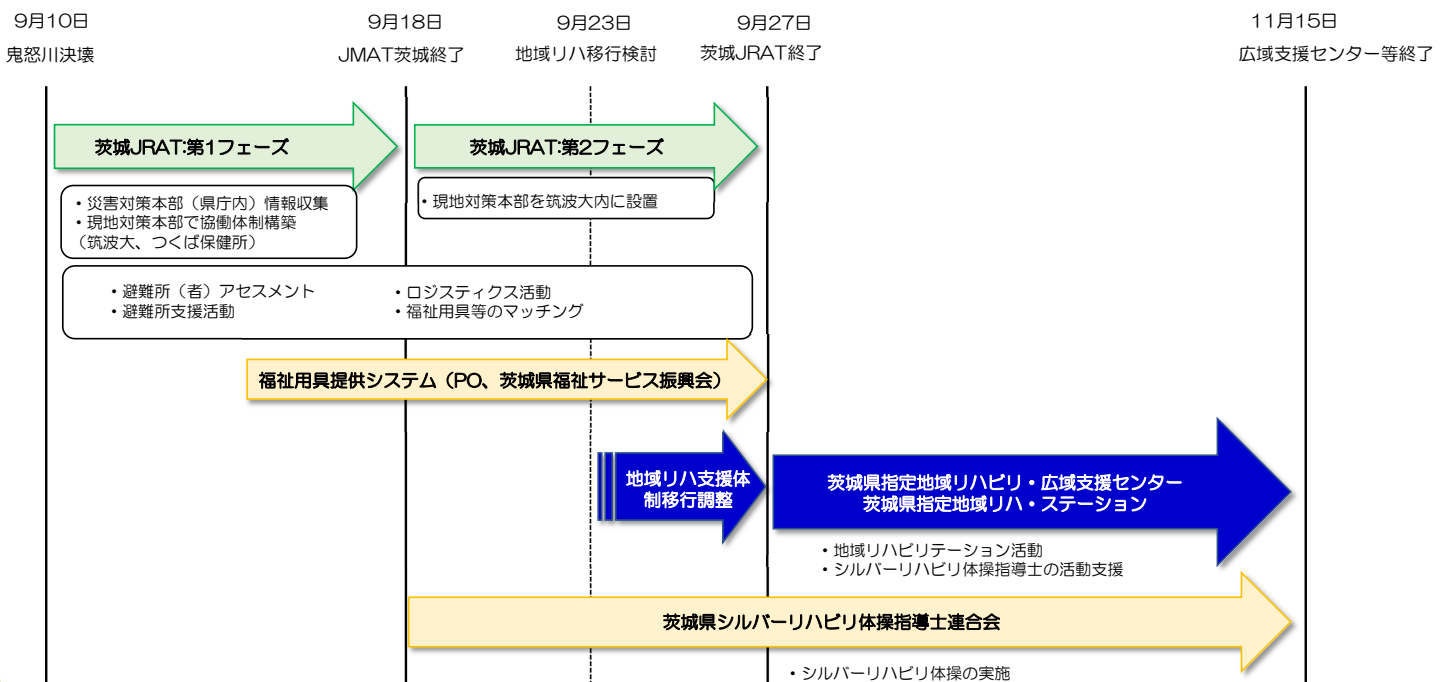 9月10日
鬼怒川決壊
9月18日
JMAT茨城終了
9月23日
地域リハ移行検討
9月27日
茨城JRAT終了
11月15日
広域支援センター等終了
茨城JRAT:第1フェーズ
茨城JRAT:第2フェーズ
・災害対策本部（県庁内）情報収集
・現地対策本部で協働体制構築
（筑波大、つくば保健所）
・現地対策本部を筑波大内に設置
・避難所（者）アセスメント
・避難所支援活動
・ロジスティクス活動
・福祉用具等のマッチング
福祉用具提供システム（PO、茨城県福祉サービス振興会）
地域リハ支援体
制移行調整
茨城県指定地域リハビリ・広域支援センター
茨城県指定地域リハ・ステーション
・地域リハビリテーション活動
・シルバーリハビリ体操指導士の活動支援
茨城県シルバーリハビリ体操指導士連合会
・シルバーリハビリ体操の実施